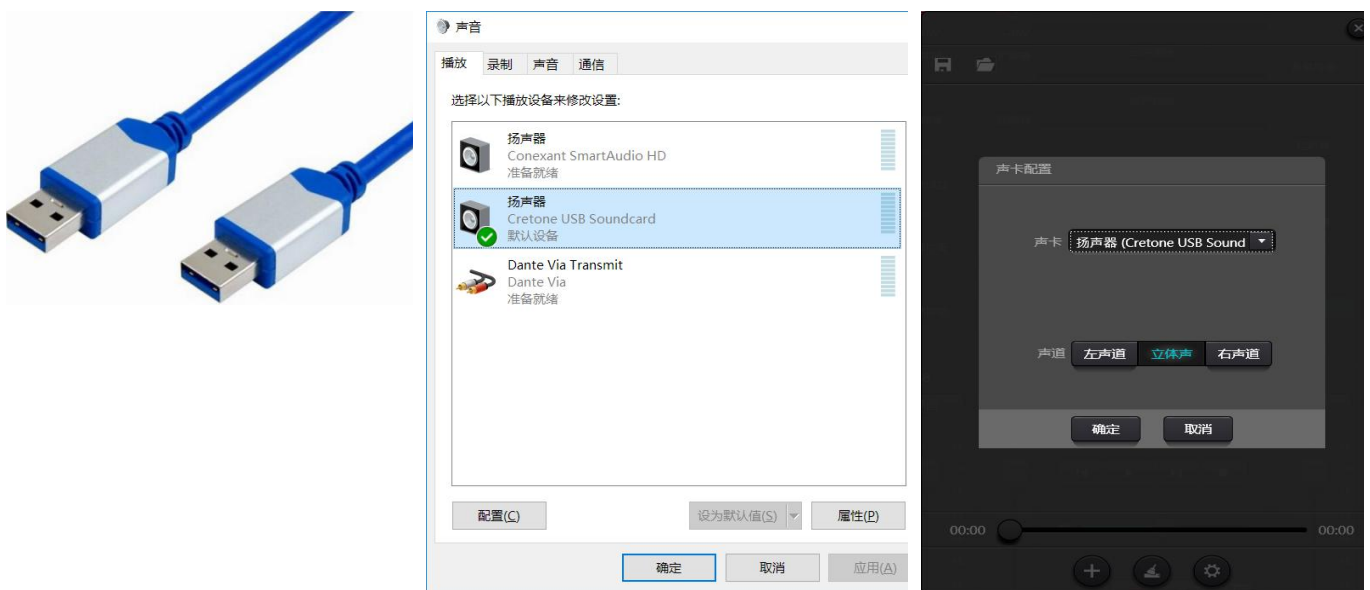 声音
播放 录制 声音 通信
选择以下播放设备来修改设置:
扬声器
Conexant SmartAudio HD
准备就绪
扬声器
Cretone USB Soundcard
默认设备
Dante Via Transmit
Dante Via
准备就绪
配置(C) 设为默认值(S) 属性(P)
确定 取消 应用(A)
声卡配置
声卡 扬声器 (Cretone USB Sound
声道 左声道 立体声 右声道
确定 取消
00:00 00:00